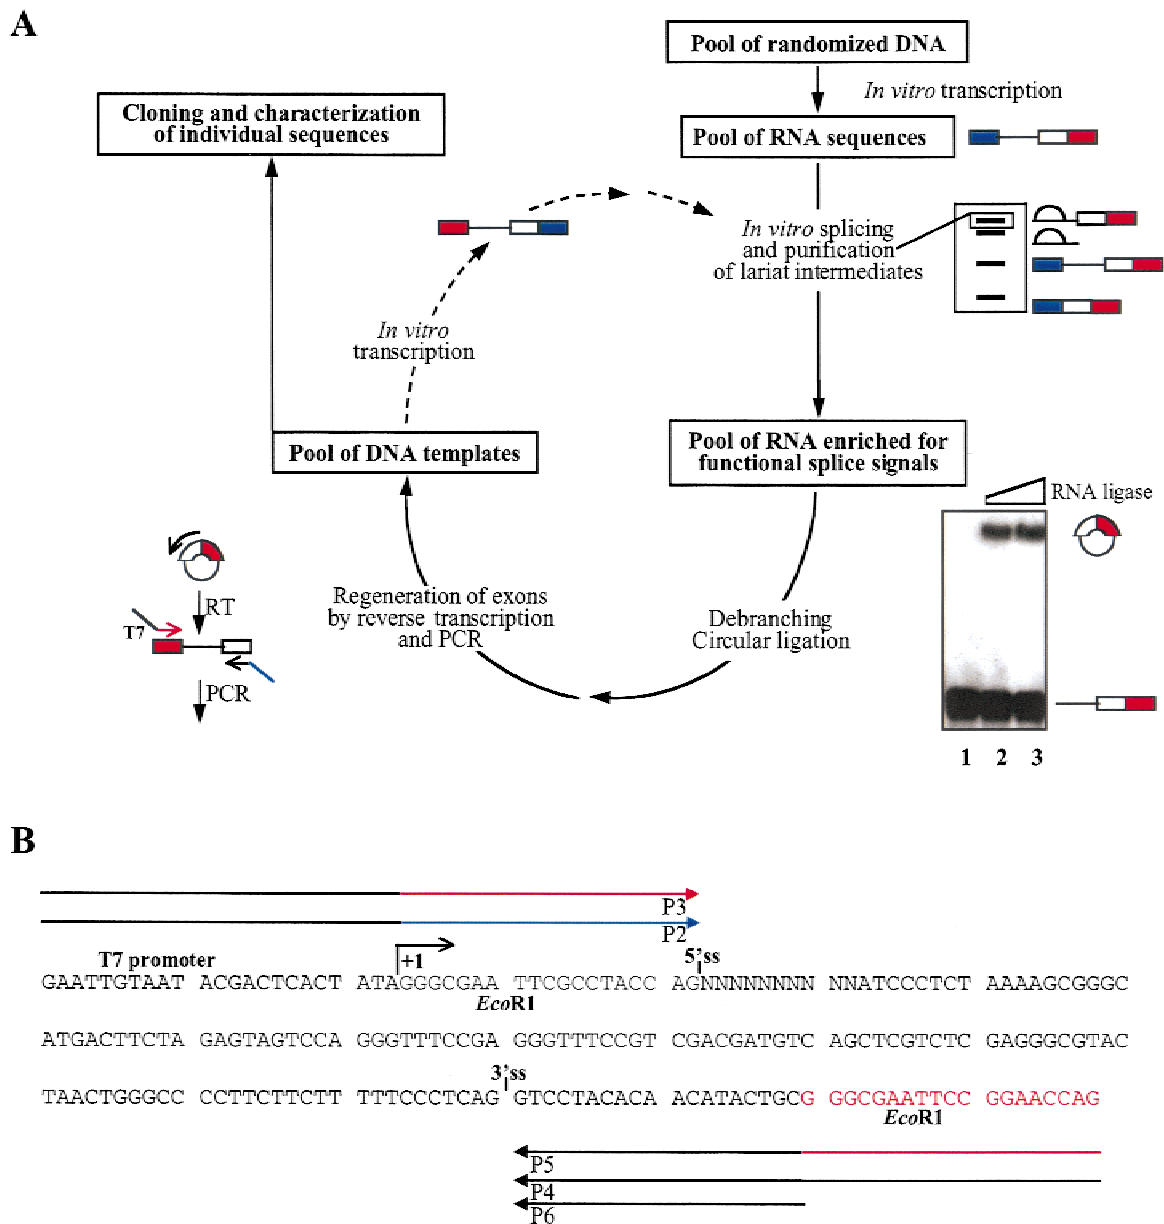 A
Pool of randomized DNA
In vitro transcription
Cloning and characterization
of individual sequences
Pool of RNA sequences
In vitro splicing
and purification
of lariat intermediates
In vitro
transcription
Pool of DNA templates
Pool of RNA enriched for
functional splice signals
RNA ligase
Regeneration of exons
by reverse transcription
and PCR
Debranching
Circular ligation
RT
T7
PCR
1 2 3
B
P3
P2
T7 promoter
+1
5'ss
GAATTGTAAT ACGACTCACT ATAGGGCGAA TTCGCCTACC AGNNNNNNNN NNATCCCTCT AAAAGCGGGC
EcoR1
ATGACTTCTA GAGTAGTCCA GGGTTTCCGA GGGTTTCCGT CGACGATGTC AGCTCGTCTC GAGGGCGTAC
3'ss
TAACTGGGCC CCTTCTTCTT TTTCCCTCAG GTCCTACACA ACATACTGCG GGCGAATTCC GGAACCAG
EcoR1
P5
P4
P6